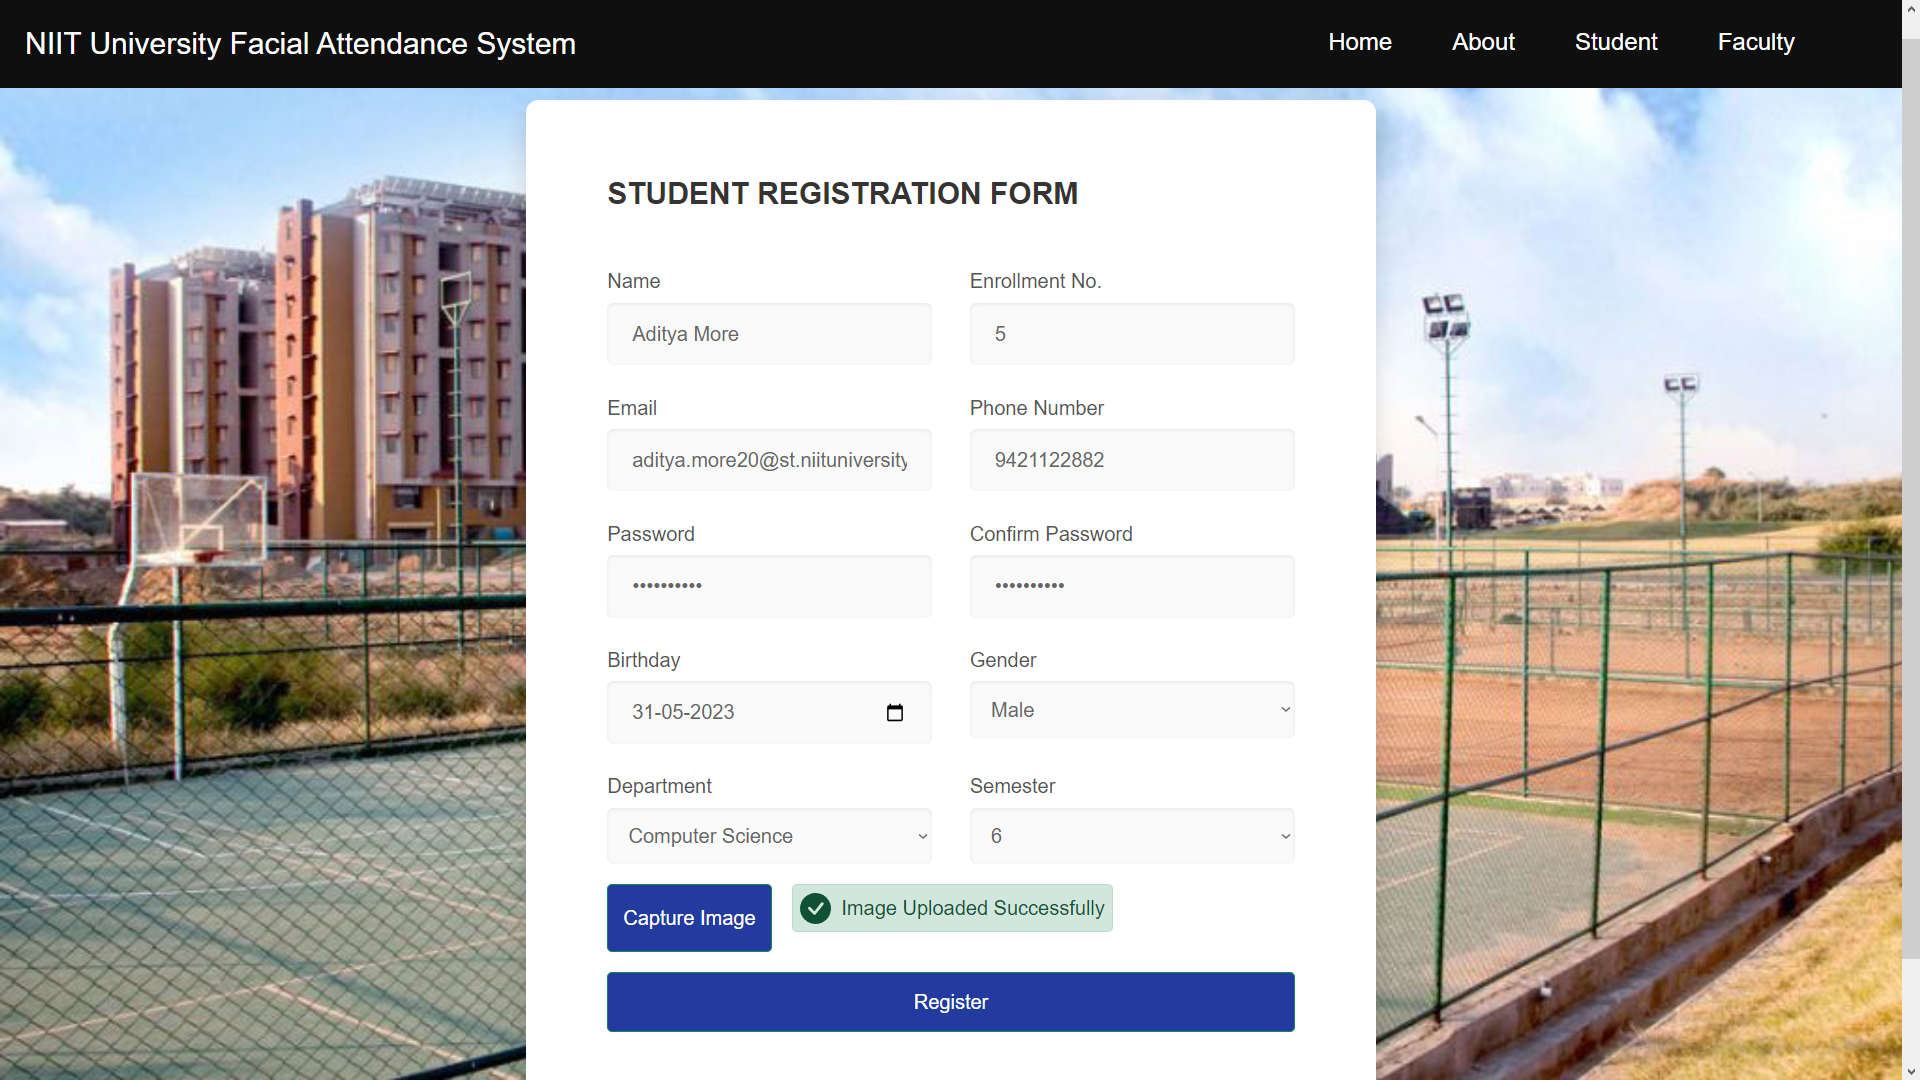 NIIT University Facial Attendance System
Home About Student Faculty
STUDENT REGISTRATION FORM
Name Enrollment No.
Aditya More 5
Email Phone Number
aditya.more20@st.niituniversity 9421122882
Password Confirm Password
•••••••••• ••••••••••
Birthday Gender
31-05-2023 Male
Department Semester
Computer Science 6
Capture Image Image Uploaded Successfully
Register